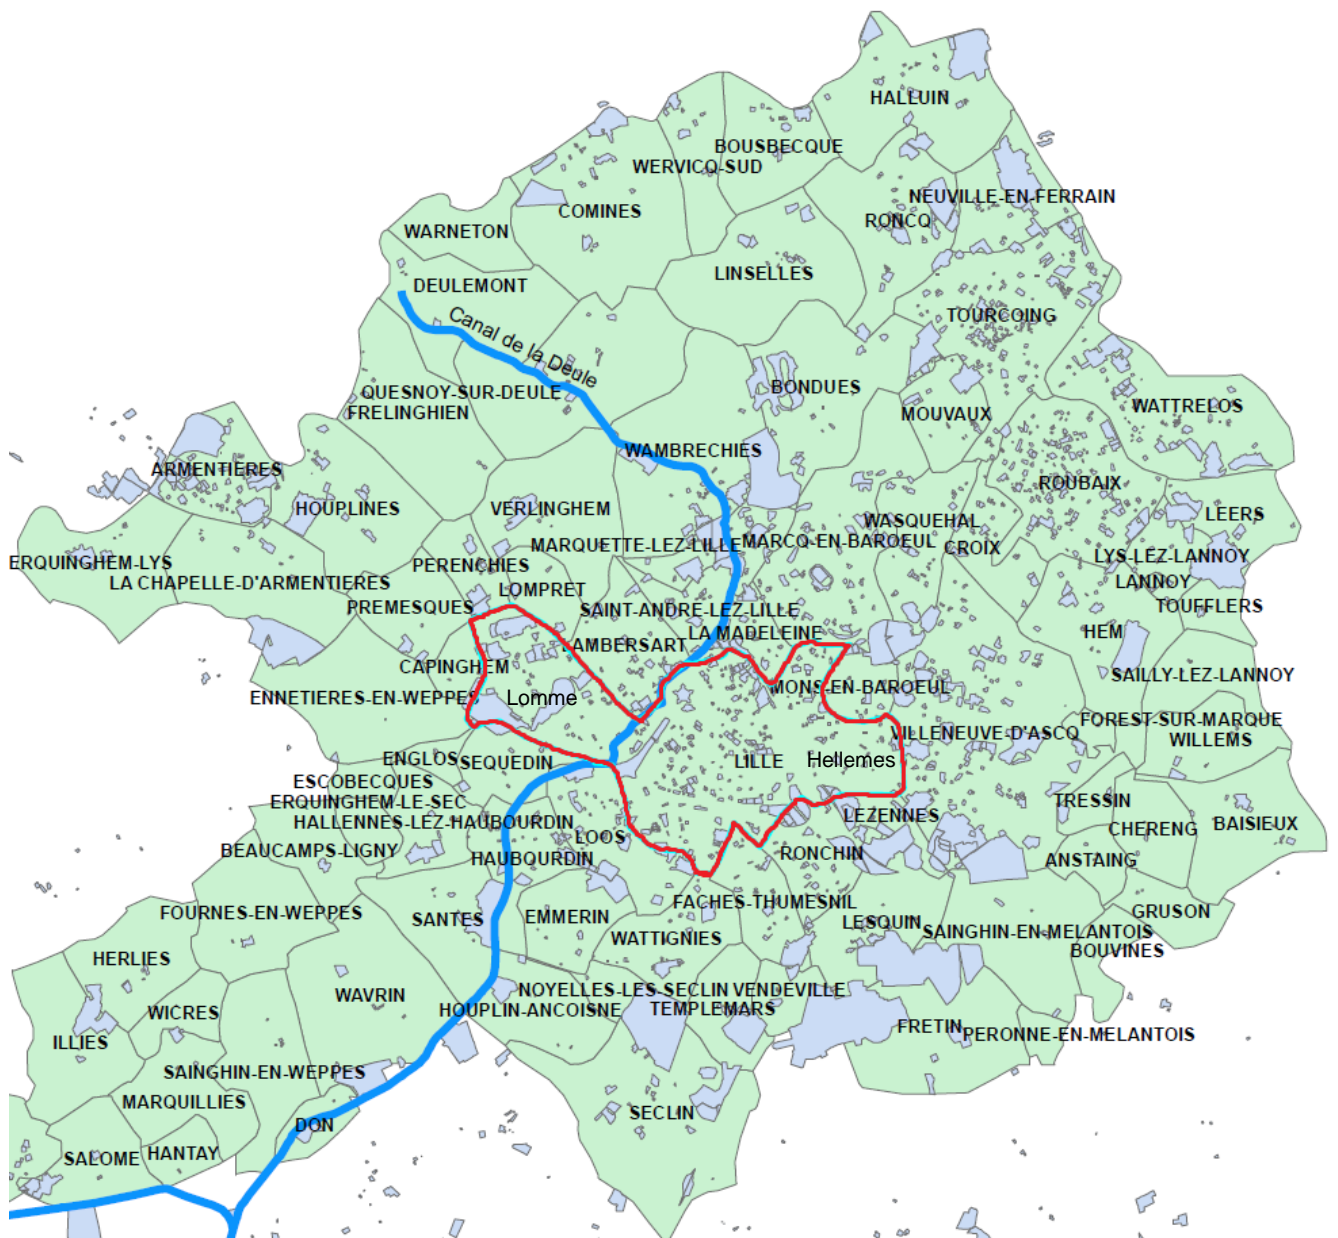 HALLUIN
BOUSBECQUE
WERVICQ-SUD
NEUVILLE-EN-FERRAIN
COMINES
RONCQ
WARNETON
LINSELLES
DEULEMONT
TOURCOING
Canal de la Deule
BONDUES
QUESNOY-SUR-DEULE
WATTRELOS
FRELINGHIEN
MOUVAUX
WAMBRECHIES
ARMENTIERES
ROUBAIX
HOUPLINES
VERLINGHEM
LEERS
WASQUEHAL
MARQUETTE-LEZ-LILLE
MARCQ-EN-BAROEUL
CROIX
LYS-LEZ-LANNOY
ERQUINGHEM-LYS
PERENCHIES
LA CHAPELLE-D'ARMENTIERES
LANNOY
LOMPRET
PREMESQUES
SAINT-ANDRE-LEZ-LILLE
TOUFFLERS
LA MADELEINE
HEM
LAMBERSART
CAPINGHEM
SAILLY-LEZ-LANNOY
MONS-EN-BAROEUL
ENNETIERES-EN-WEPPES
Lomme
FOREST-SUR-MARQUE
VILLENEUVE-D'ASCQ
WILLEMS
ENGLOS
SEQUEDIN
LILLE
Hellemes
ESCOBECQUES
ERQUINGHEM-LE-SEC
TRESSIN
HALLENNES-LEZ-HAUBOURDIN
LEZENNES
BAISIEUX
CHERENG
LOOS
BEAUCAMPS-LIGNY
RONCHIN
HAUBOURDIN
ANSTAING
FACHES-THUMESNIL
FOURNES-EN-WEPPES
GRUSON
SANTES
EMMERIN
LESQUIN
SAINGHIN-EN-MELANTOIS
WATTIGNIES
BOUVINES
HERLIES
NOYELLES-LES-SECLIN
VENDEVILLE
WAVRIN
HOUPLIN-ANCOISNE
TEMPLEMARS
WICRES
FRETIN
PERONNE-EN-MELANTOIS
ILLIES
SAINGHIN-EN-WEPPES
MARQUILLIES
SECLIN
DON
HANTAY
SALOME